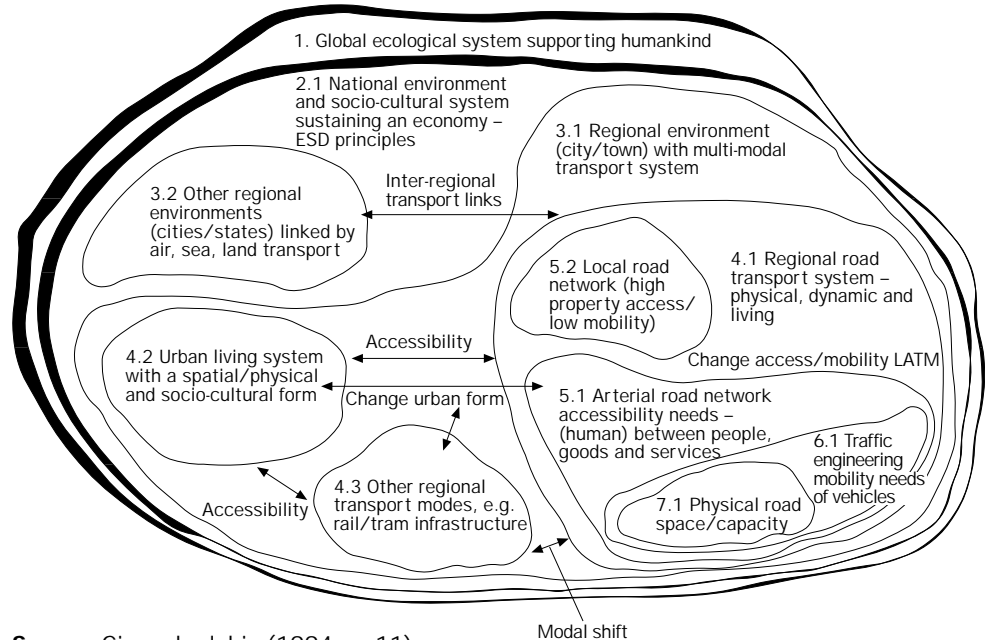 1. Global ecological system supporting humankind
2.1 National environment
and socio-cultural system
sustaining an economy –
ESD principles
3.1 Regional environment
(city/town) with multi-modal
transport system
3.2 Other regional
environments
(cities/states) linked by
air, sea, land transport
Inter-regional
transport links
5.2 Local road
network (high
property access/
low mobility)
4.1 Regional road
transport system –
physical, dynamic and
living
Change access/mobility LATM
4.2 Urban living system
with a spatial/physical
and socio-cultural form
Accessibility
Change urban form
5.1 Arterial road network
accessibility needs –
(human) between people,
goods and services
6.1 Traffic
engineering
mobility needs
of vehicles
7.1 Physical road
space/capacity
4.3 Other regional
transport modes, e.g.
rail/tram infrastructure
Accessibility
Modal shift